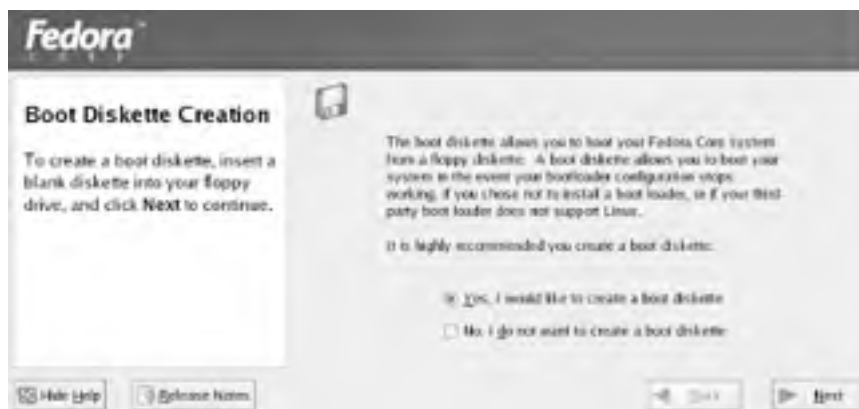 Fedora
CORE
Boot Diskette Creation
To create a boot diskette, insert a
blank diskette into your floppy
drive, and click Next to continue.
The boot diskette allows you to boot your Fedora Core system
from a floppy diskette. A boot diskette allows you to boot your
system in the event your bootloader configuration stops
working, if you chose not to install a boot loader, or if your third-
party boot loader does not support Linux.
It is highly recommended you create a boot diskette.
Yes, I would like to create a boot diskette
No, I do not want to create a boot diskette
Hide Help
Release Notes
Back
Next